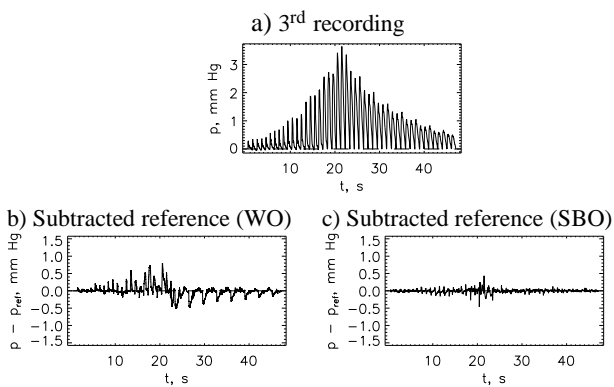 a) 3rd recording
p, mm Hg
3
2
1
0
10 20 30 40
t, s
b) Subtracted reference (WO)
p − pref, mm Hg
1.5
1.0
0.5
0.0
−0.5
−1.0
−1.5
10 20 30 40
t, s
c) Subtracted reference (SBO)
p − pref, mm Hg
1.5
1.0
0.5
0.0
−0.5
−1.0
−1.5
10 20 30 40
t, s